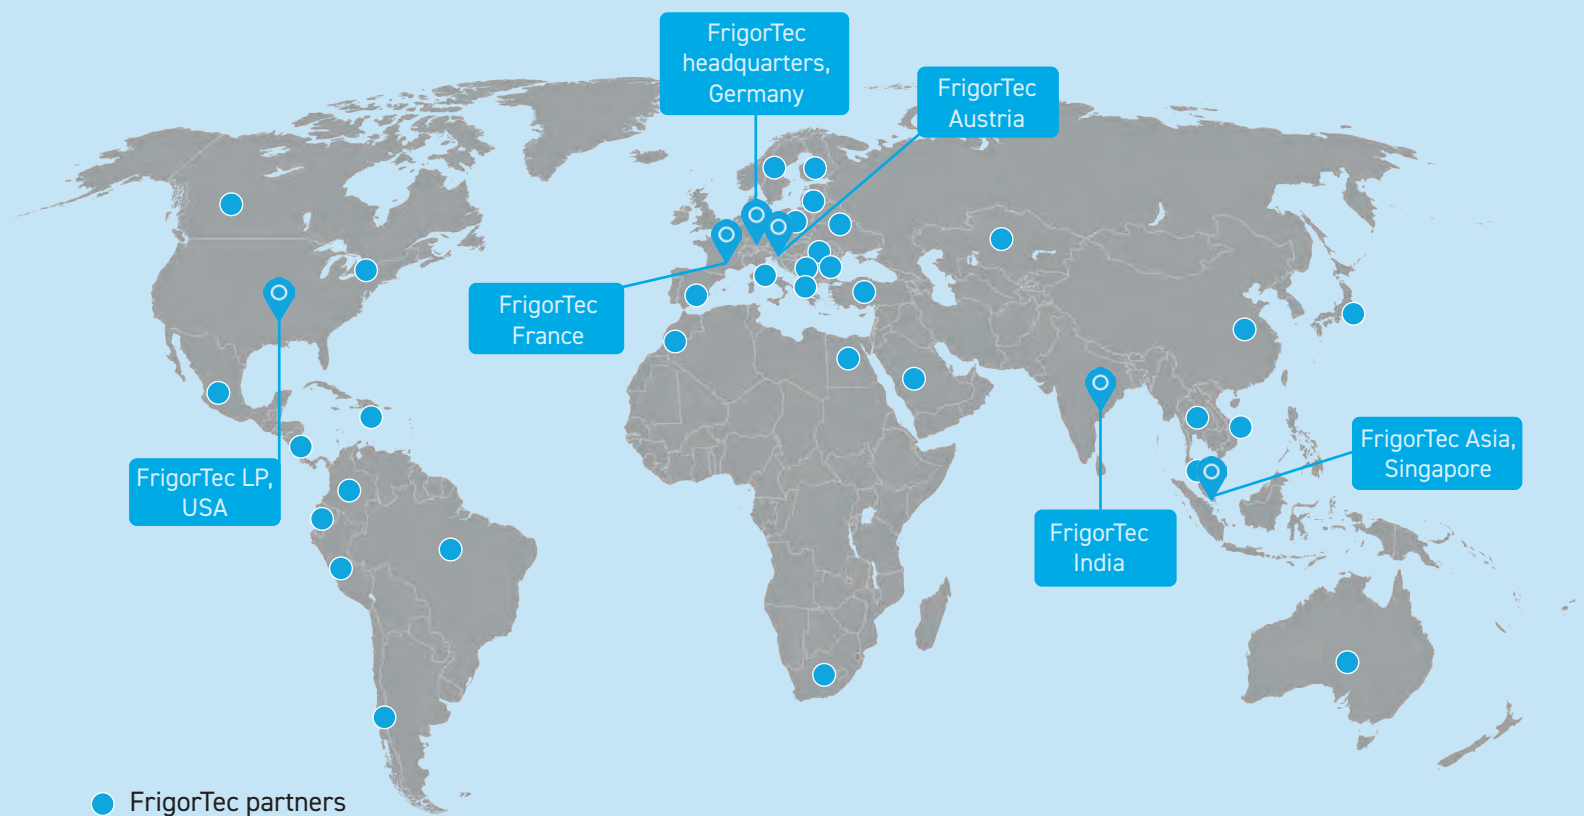 FrigorTec
headquarters,
Germany
FrigorTec
Austria
FrigorTec
France
FrigorTec LP,
USA
FrigorTec Asia,
Singapore
FrigorTec
India
FrigorTec partners